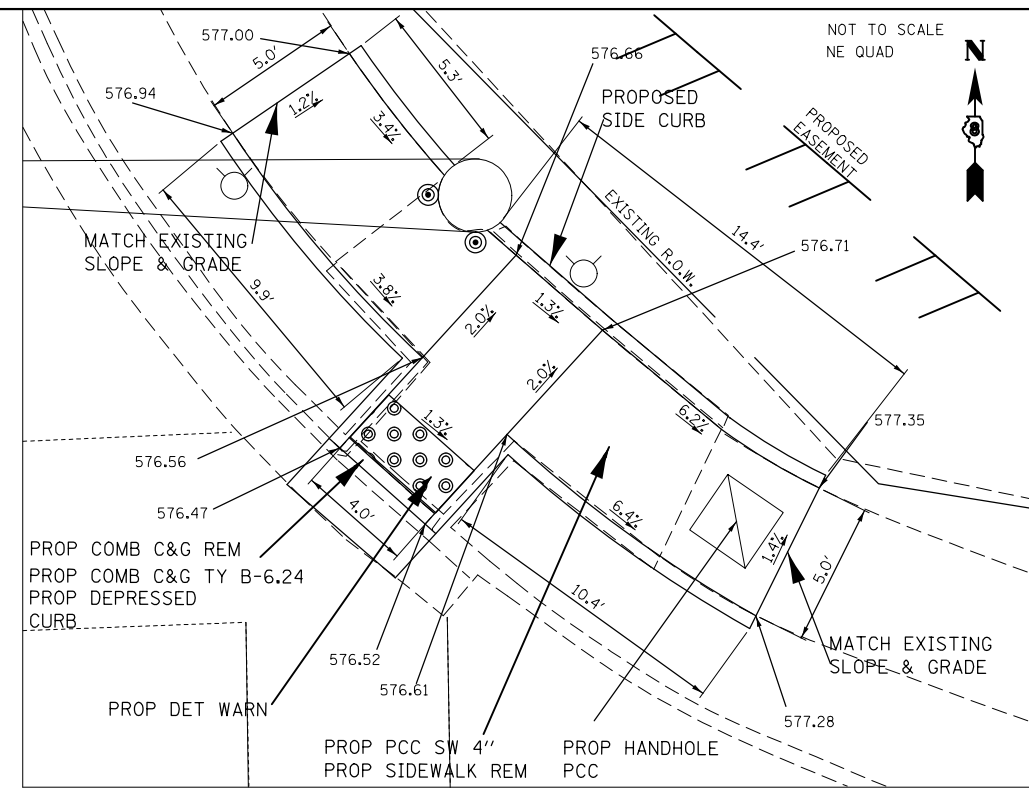 NOT TO SCALE
NE QUAD
N
8
577.00
5.0'
5.3'
576.66
576.94
1.2%
3.4%
PROPOSED
SIDE CURB
PROPOSED
EASEMENT
EXISTING R.O.W.
14.4'
576.71
MATCH EXISTING
SLOPE & GRADE
9.9'
3.8%
2.0%
1.3%
2.0%
6.2%
577.35
1.3%
576.56
576.47
4.0'
6.4%
1.4%
5.0'
PROP COMB C&G REM
PROP COMB C&G TY B-6.24
PROP DEPRESSED
CURB
10.4'
576.52
576.61
MATCH EXISTING
SLOPE & GRADE
PROP DET WARN
577.28
PROP PCC SW 4''
PROP SIDEWALK REM
PROP HANDHOLE
PCC